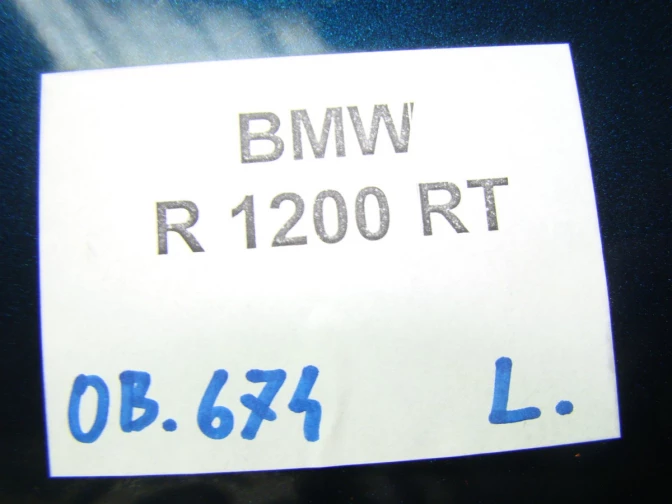 BMW
R 1200 RT
OB. 674 L.